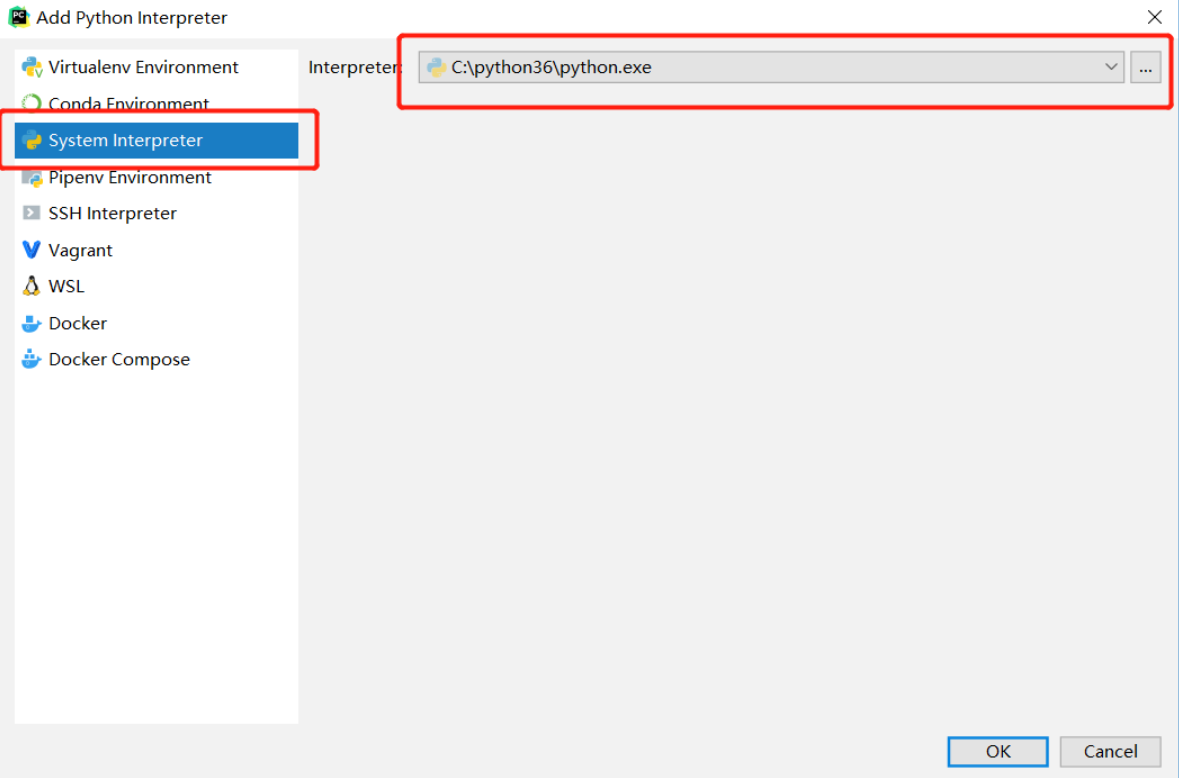 Add Python Interpreter
Virtualenv Environment
Interpreter:
C:\python36\python.exe
...
Conda Environment
System Interpreter
Pipenv Environment
SSH Interpreter
Vagrant
WSL
Docker
Docker Compose
OK
Cancel